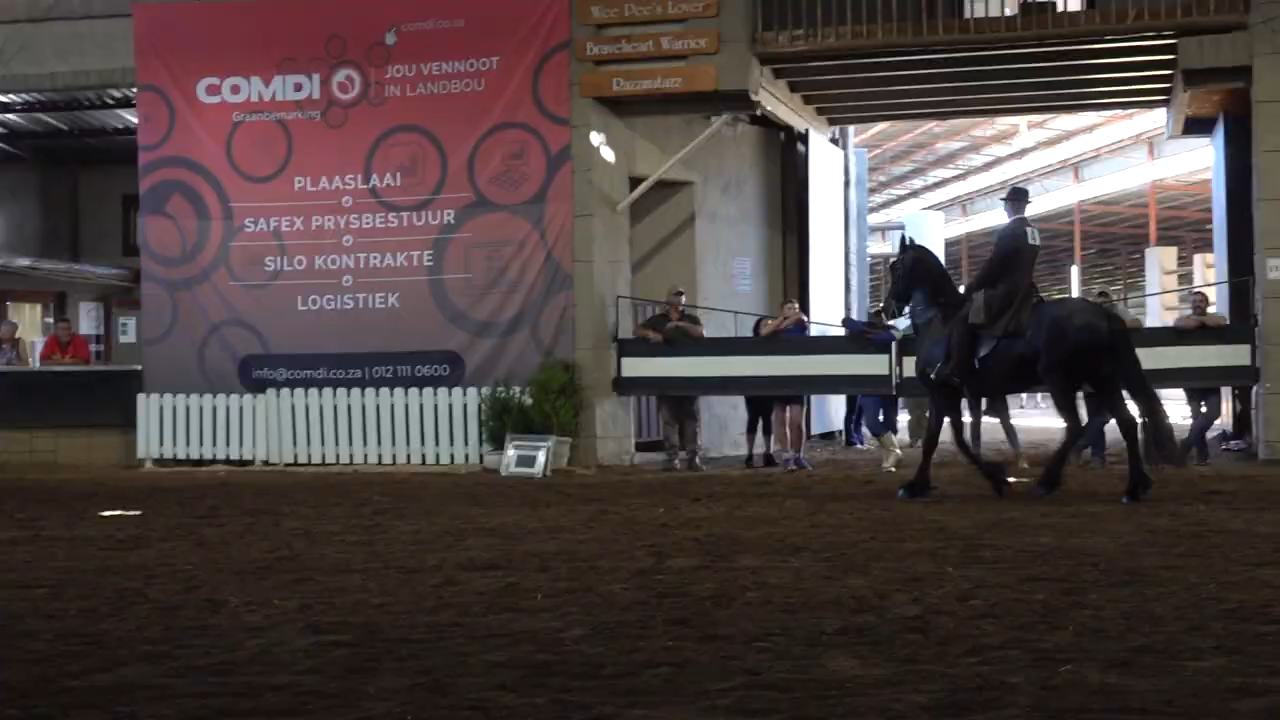 comdi.co.za
COMDI
Graanbemarking
JOU VENNOOT
IN LANDBOU
PLAASLAAI
SAFEX PRYSBESTUUR
SILO KONTRAKTE
LOGISTIEK
info@comdi.co.za | 012 111 0600
Wee Pee's Lover
Braveheart Warrior
Razzmatazz